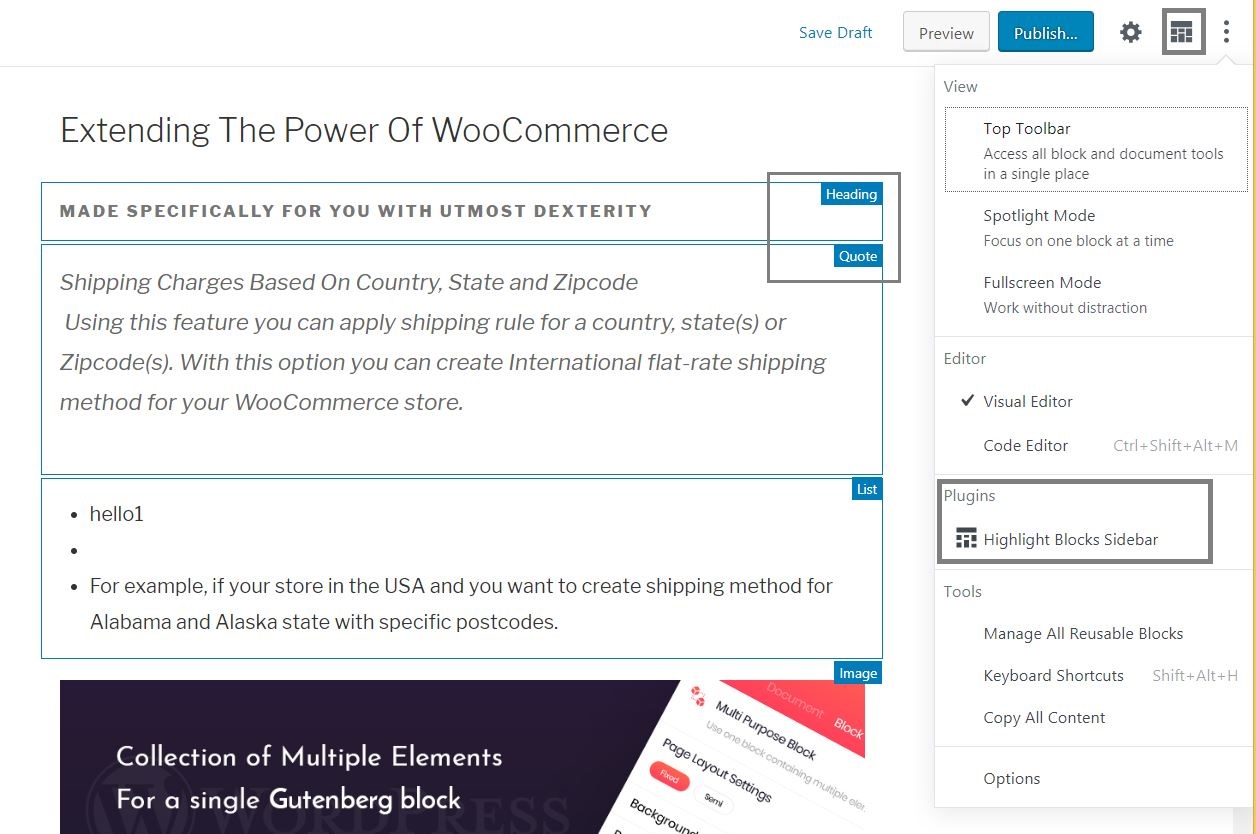 Save Draft
Preview
Publish...
Extending The Power Of WooCommerce
Heading
MADE SPECIFICALLY FOR YOU WITH UTMOST DEXTERITY
Quote
Shipping Charges Based On Country, State and Zipcode
Using this feature you can apply shipping rule for a country, state(s) or
Zipcode(s). With this option you can create International flat-rate shipping
method for your WooCommerce store.
List
hello1
For example, if your store in the USA and you want to create shipping method for
Alabama and Alaska state with specific postcodes.
Image
Collection of Multiple Elements
For a single Gutenberg block
WORDPRESS
Document
Block
Multi Purpose Block
Use one block containing multiple
Page Layout Settings
Fixed
Semi
Background
View
Top Toolbar
Access all block and document tools
in a single place
Spotlight Mode
Focus on one block at a time
Fullscreen Mode
Work without distraction
Editor
✔ Visual Editor
Code Editor Ctrl+Shift+Alt+M
Plugins
Highlight Blocks Sidebar
Tools
Manage All Reusable Blocks
Keyboard Shortcuts Shift+Alt+H
Copy All Content
Options